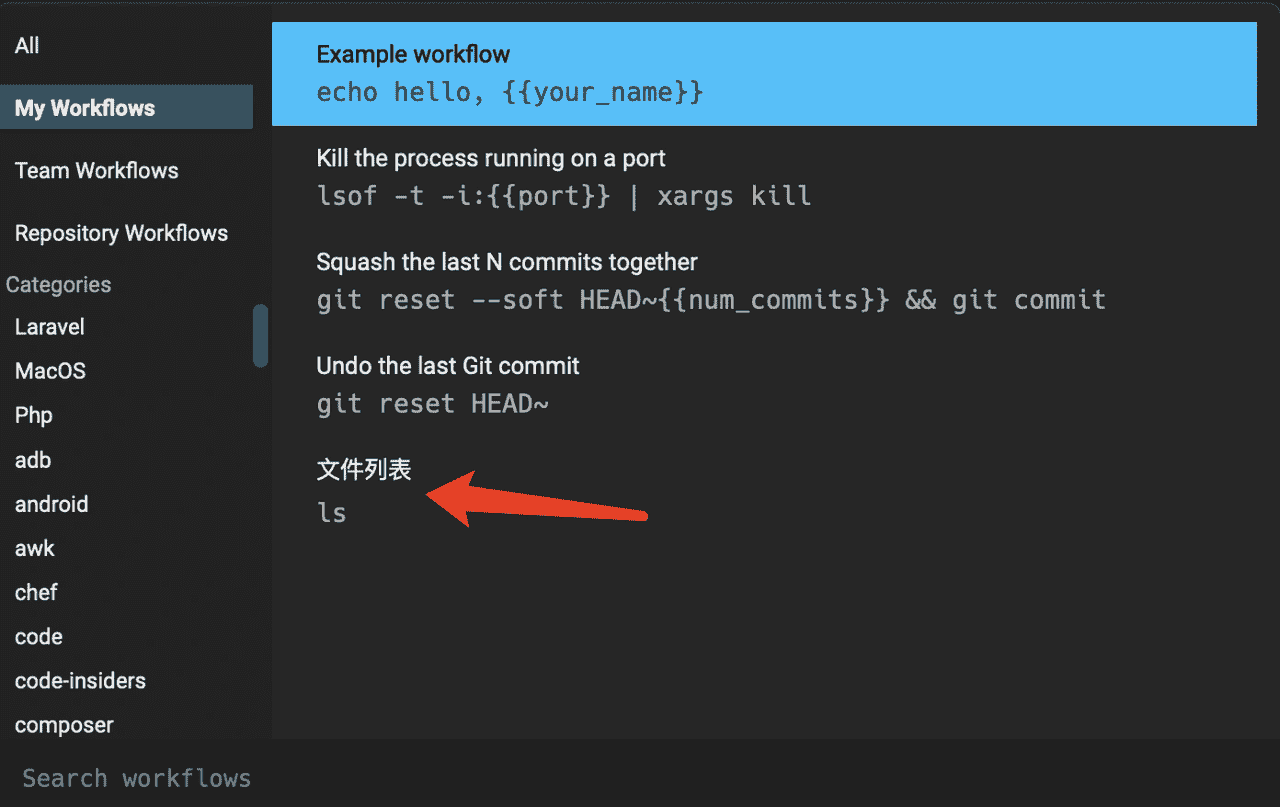 All
My Workflows
Team Workflows
Repository Workflows
Categories
Laravel
MacOS
Php
adb
android
awk
chef
code
code-insiders
composer
Example workflow
echo hello, {{your_name}}
Kill the process running on a port
lsof -t -i:{{port}} | xargs kill
Squash the last N commits together
git reset --soft HEAD~{{num_commits}} && git commit
Undo the last Git commit
git reset HEAD~
文件列表
ls
Search workflows